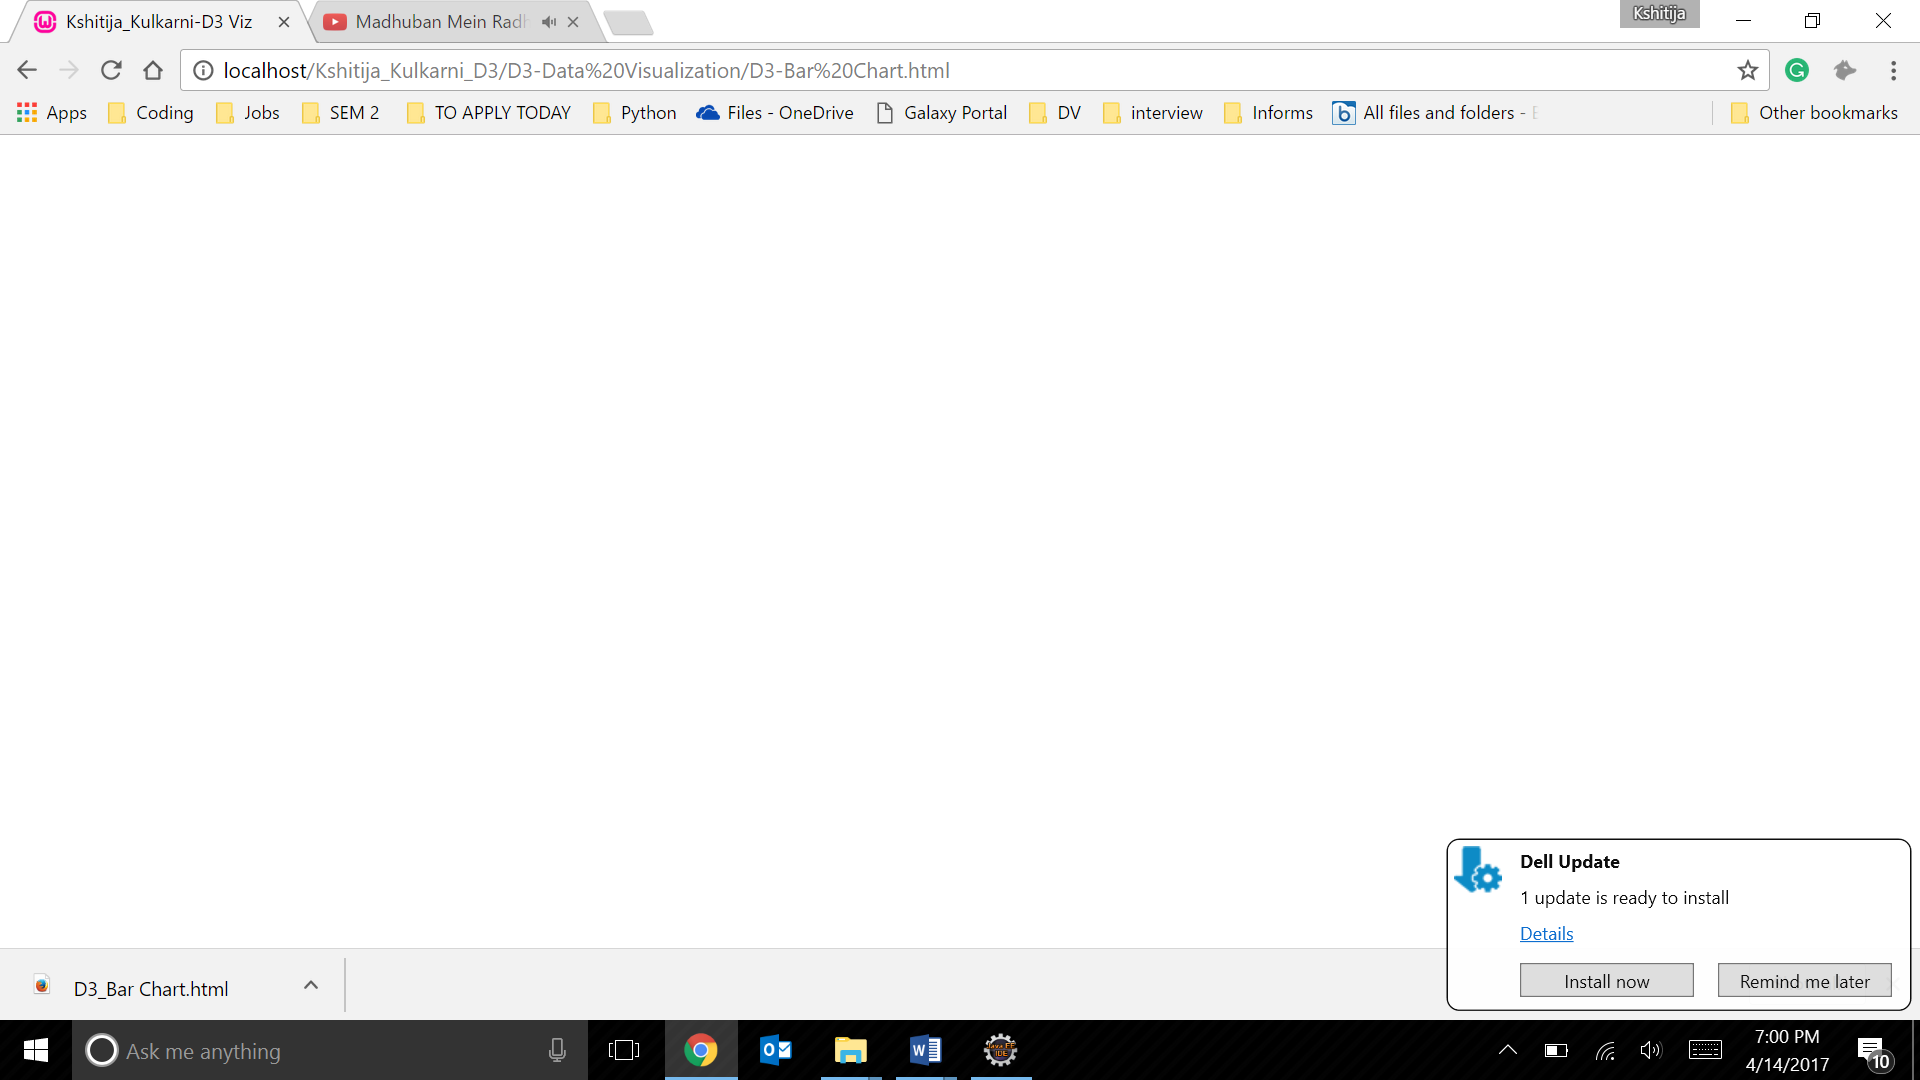 Kshitija_Kulkarni-D3 Viz
Madhuban Mein Radh
Kshitija
localhost/Kshitija_Kulkarni_D3/D3-Data%20Visualization/D3-Bar%20Chart.html
Apps Coding Jobs SEM 2 TO APPLY TODAY Python Files - OneDrive Galaxy Portal DV interview Informs All files and folders - Other bookmarks
Dell Update
1 update is ready to install
Details
Install now Remind me later
D3_Bar Chart.html
Ask me anything
7:00 PM
4/14/2017
10